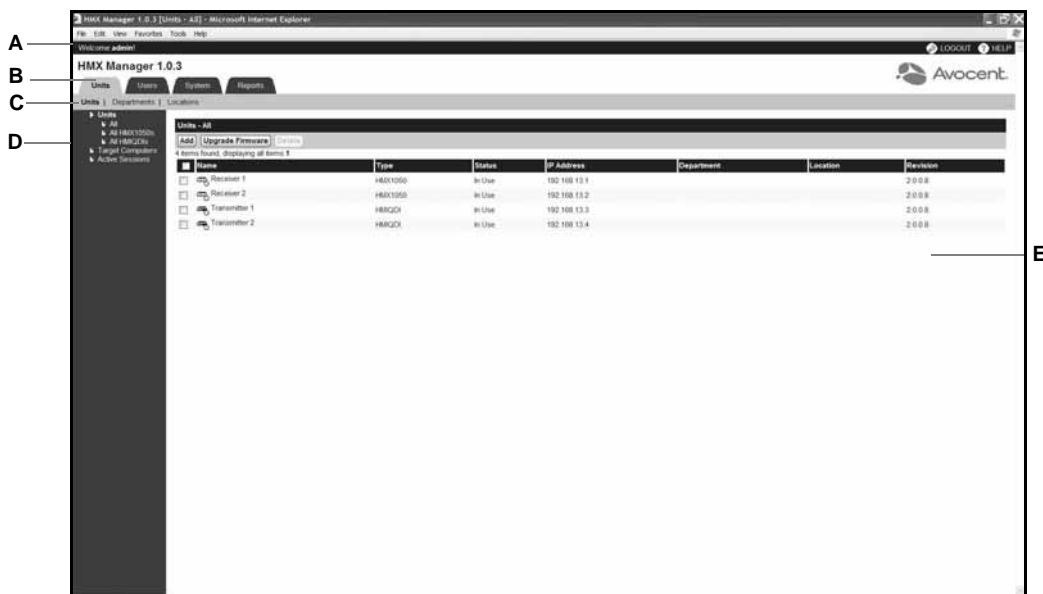 HMX Manager 1.0.3 [Units - All] - Microsoft Internet Explorer
File Edit View Favorites Tools Help
A
Welcome admin!
LOGOUT
HELP
HMX Manager 1.0.3
Avocent.
B
Units Users System Reports
C
Units | Departments | Locations
D
Units
All
All HMX1050s
All HMIQDIs
Target Computers
Active Sessions
Units - All
Add Upgrade Firmware Delete
4 items found, displaying all items.1
Name Type Status IP Address Department Location Revision
Receiver 1 HMX1050 In Use 192.168.13.1 2.0.0.8
Receiver 2 HMX1050 In Use 192.168.13.2 2.0.0.8
Transmitter 1 HMIQDI In Use 192.168.13.3 2.0.0.8
Transmitter 2 HMIQDI In Use 192.168.13.4 2.0.0.8
E